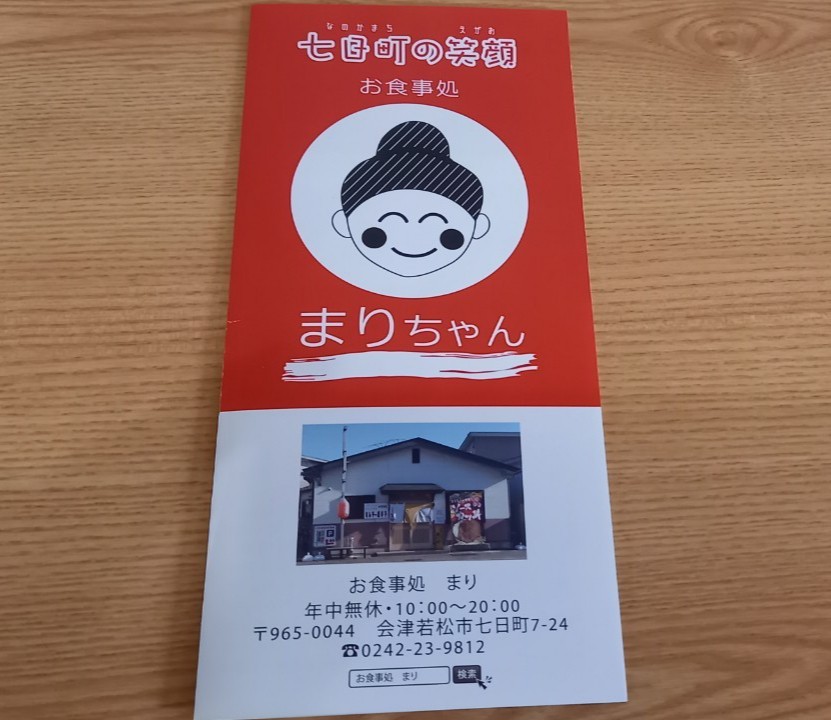 なのかまち えがお
七日町の笑顔
お食事処
まりちゃん
お食事処 まり
年中無休・10:00～20:00
〒965-0044 会津若松市七日町7-24
☎0242-23-9812
お食事処 まり 検索